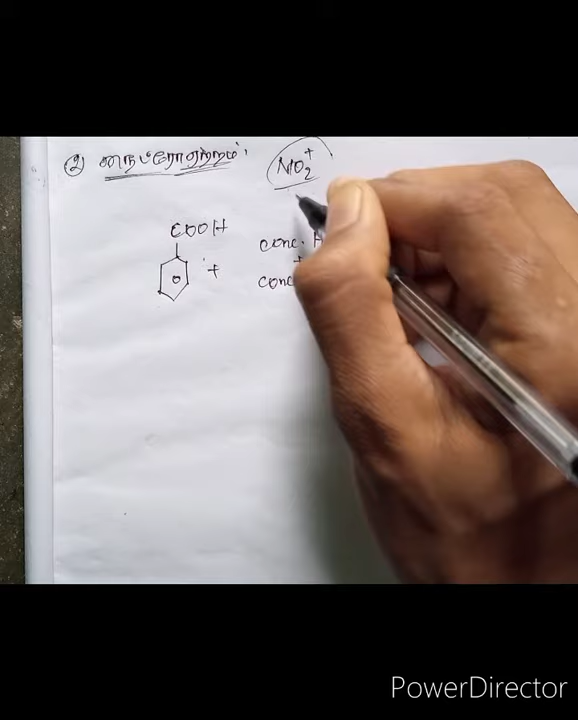 ② நைட்ரோஏற்றம் NO₂⁺
COOH
+ conc. H
+
conc
PowerDirector